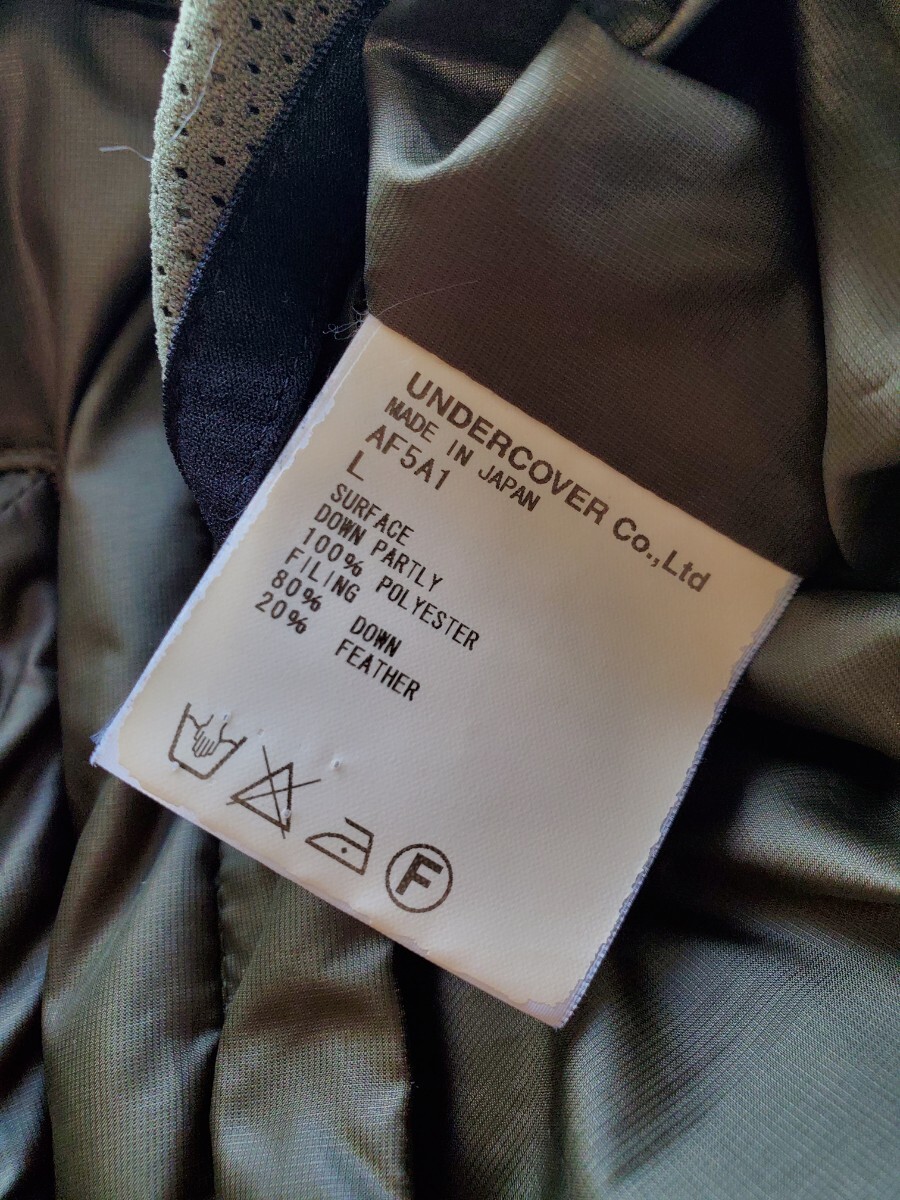 UNDERCOVER Co.,Ltd
MADE IN JAPAN
AF5A1
L
SURFACE
DOWN PARTLY
100% POLYESTER
FILING
80% DOWN
20% FEATHER
F